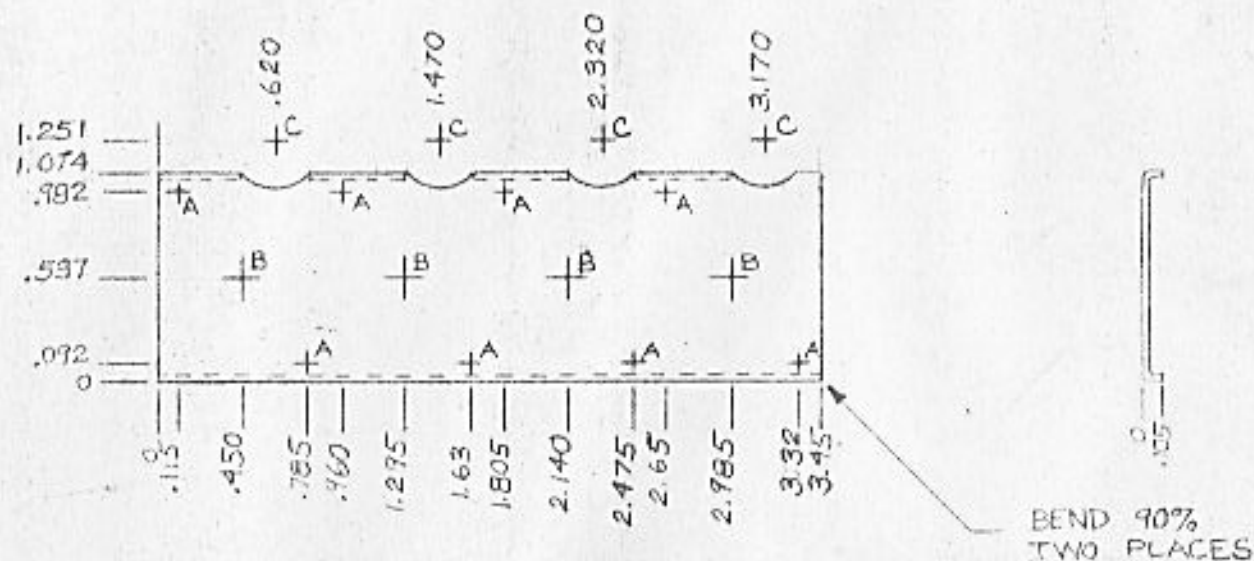 .620 1.470 2.320 3.170
1.251 C C C C
1.074
.982 A A A A
.537 B B B B
.092 A A A A
0
0 .115 .450 .785 .960 1.295 1.63 1.805 2.140 2.475 2.65 2.985 3.32 3.45
0 .105
BEND 90%
TWO PLACES